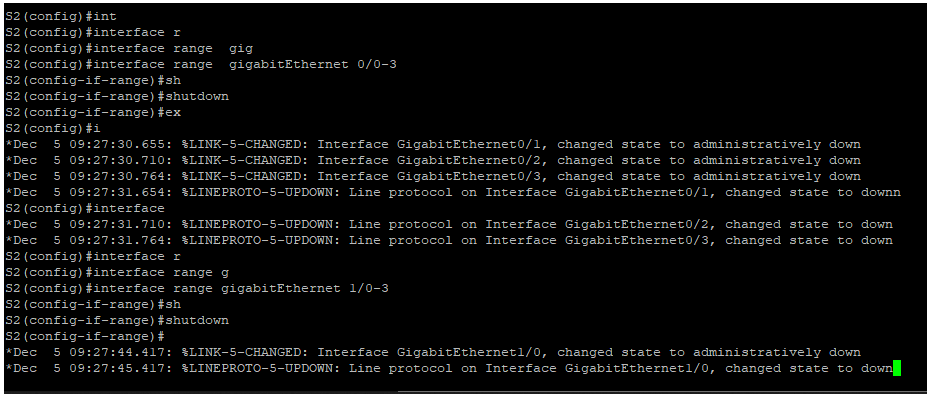 S2(config)#int
S2(config)#interface r
S2(config)#interface range  gig
S2(config)#interface range  gigabitEthernet 0/0-3
S2(config-if-range)#sh
S2(config-if-range)#shutdown
S2(config-if-range)#ex
S2(config)#i
*Dec  5 09:27:30.655: %LINK-5-CHANGED: Interface GigabitEthernet0/1, changed state to administratively down
*Dec  5 09:27:30.710: %LINK-5-CHANGED: Interface GigabitEthernet0/2, changed state to administratively down
*Dec  5 09:27:30.764: %LINK-5-CHANGED: Interface GigabitEthernet0/3, changed state to administratively down
*Dec  5 09:27:31.654: %LINEPROTO-5-UPDOWN: Line protocol on Interface GigabitEthernet0/1, changed state to downn
S2(config)#interface
*Dec  5 09:27:31.710: %LINEPROTO-5-UPDOWN: Line protocol on Interface GigabitEthernet0/2, changed state to down
*Dec  5 09:27:31.764: %LINEPROTO-5-UPDOWN: Line protocol on Interface GigabitEthernet0/3, changed state to down
S2(config)#interface r
S2(config)#interface range g
S2(config)#interface range gigabitEthernet 1/0-3
S2(config-if-range)#sh
S2(config-if-range)#shutdown
S2(config-if-range)#
*Dec  5 09:27:44.417: %LINK-5-CHANGED: Interface GigabitEthernet1/0, changed state to administratively down
*Dec  5 09:27:45.417: %LINEPROTO-5-UPDOWN: Line protocol on Interface GigabitEthernet1/0, changed state to down